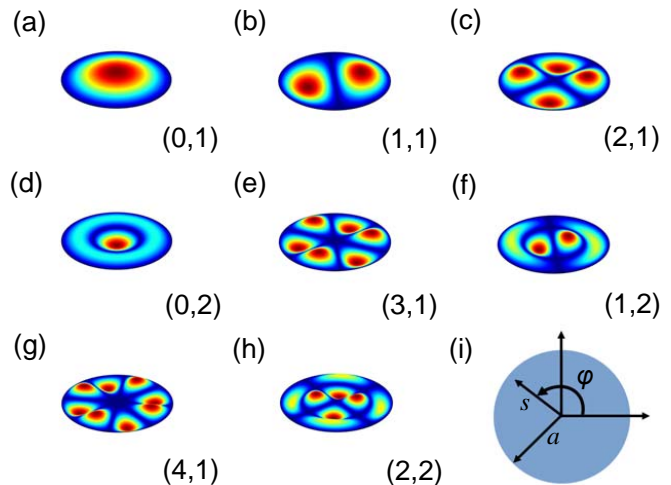 (a) (b) (c)
(0,1) (1,1) (2,1)
(d) (e) (f)
(0,2) (3,1) (1,2)
(g) (h) (i)
φ
s
a
(4,1) (2,2)